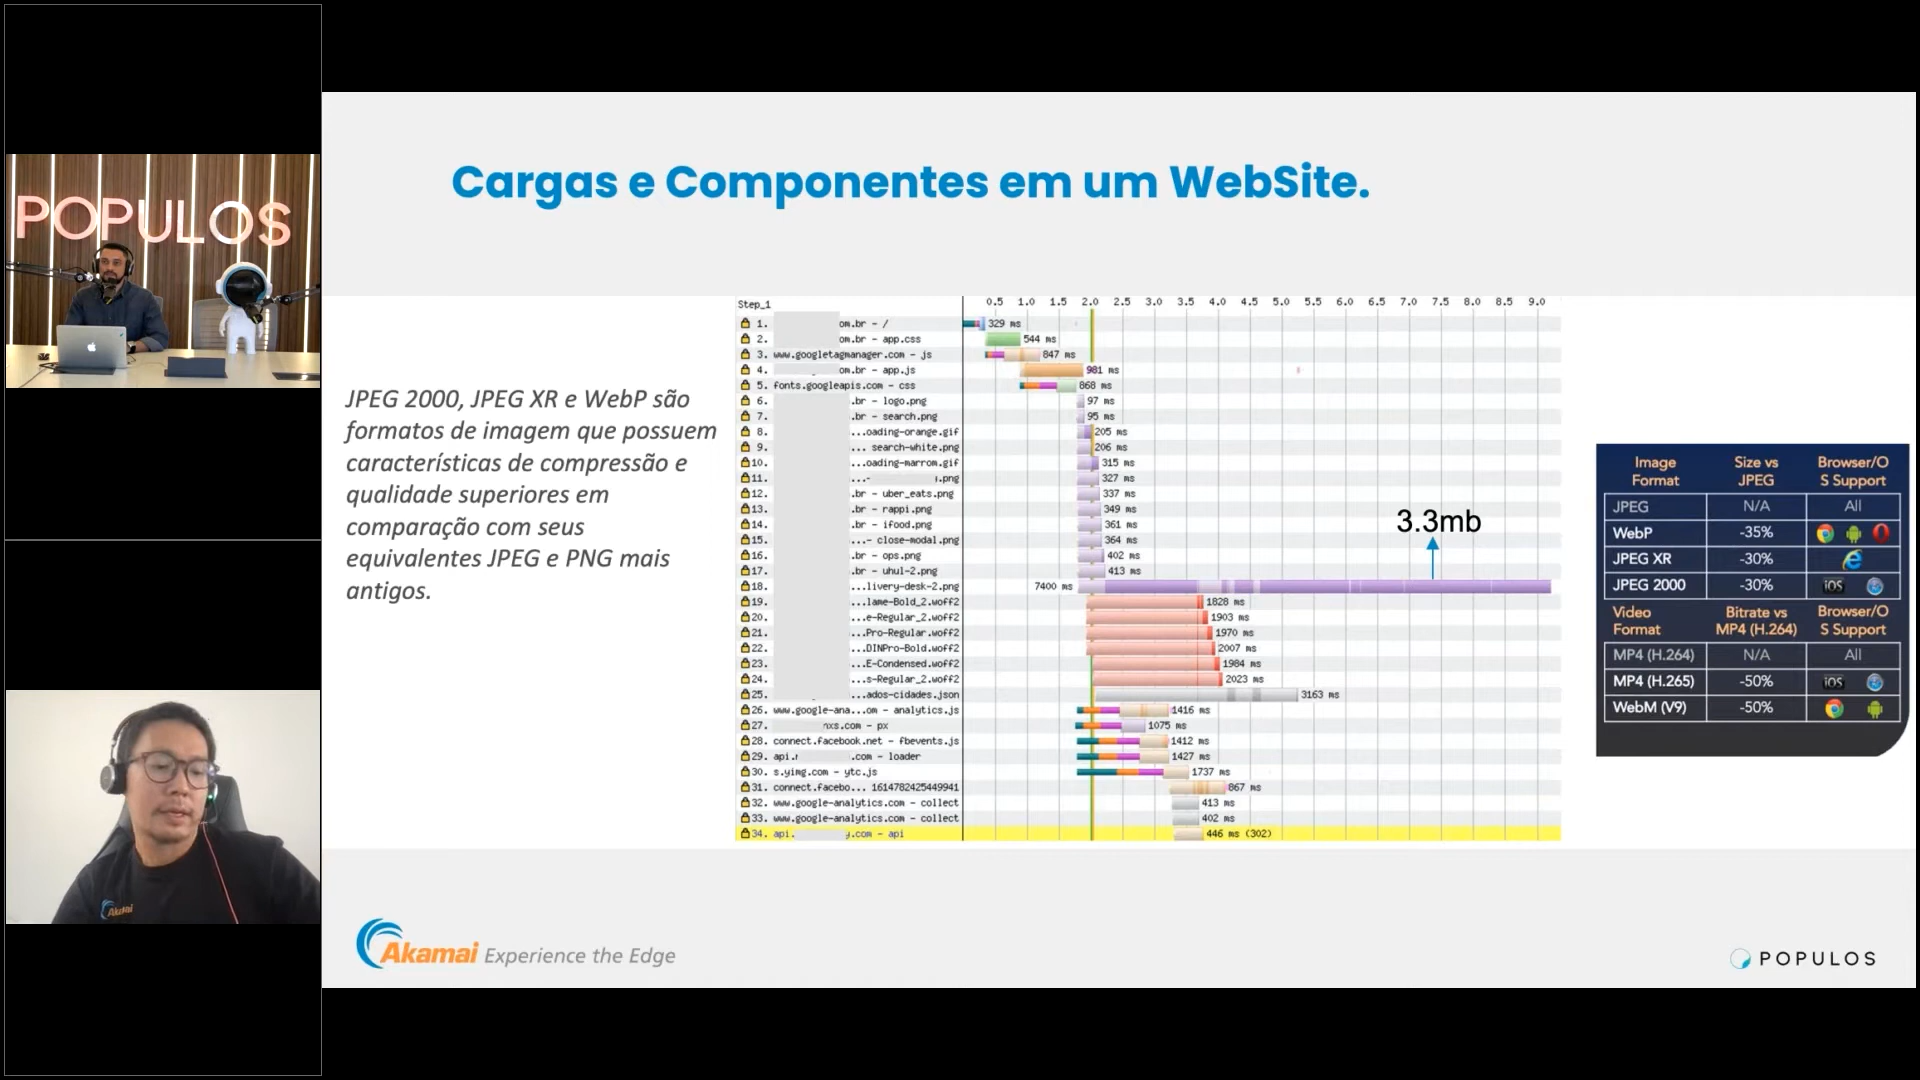 POPULOS
Akamai
Cargas e Componentes em um WebSite.
JPEG 2000, JPEG XR e WebP são
formatos de imagem que possuem
características de compressão e
qualidade superiores em
comparação com seus
equivalentes JPEG e PNG mais
antigos.
Step_1 0.5 1.0 1.5 2.0 2.5 3.0 3.5 4.0 4.5 5.0 5.5 6.0 6.5 7.0 7.5 8.0 8.5 9.0
1. om.br - / 329 ms
2. om.br - app.css 544 ms
3. www.googletagmanager.com - js 847 ms
4. om.br - app.js 981 ms
5. fonts.googleapis.com - css 868 ms
6. .br - logo.png 97 ms
7. .br - search.png 95 ms
8. ...oading-orange.gif 205 ms
9. ... search-white.png 206 ms
10. ...oading-marrom.gif 315 ms
11. ...- .png 327 ms
12. .br - uber_eats.png 337 ms
13. .br - rappi.png 349 ms
14. .br - ifood.png 361 ms
15. ...- close-modal.png 364 ms
16. .br - ops.png 402 ms
17. .br - uhul-2.png 413 ms
18. ...livery-desk-2.png 7400 ms
19. ...lame-Bold_2.woff2 1828 ms
20. ...e-Regular_2.woff2 1903 ms
21. ...Pro-Regular.woff2 1970 ms
22. ...DINPro-Bold.woff2 2007 ms
23. ...E-Condensed.woff2 1984 ms
24. ...s-Regular_2.woff2 2023 ms
25. ...ados-cidades.json 3163 ms
26. www.google-ana...om - analytics.js 1416 ms
27. nxs.com - px 1075 ms
28. connect.facebook.net - fbevents.js 1412 ms
29. api. .com - loader 1427 ms
30. s.yimg.com - ytc.js 1737 ms
31. connect.facebo... 1614782425449941 867 ms
32. www.google-analytics.com - collect 413 ms
33. www.google-analytics.com - collect 402 ms
34. api. y.com - api 446 ms (302)
3.3mb
Image Format Size vs JPEG Browser/O S Support
JPEG N/A All
WebP -35%
JPEG XR -30%
JPEG 2000 -30% iOS
Video Format Bitrate vs MP4 (H.264) Browser/O S Support
MP4 (H.264) N/A All
MP4 (H.265) -50% iOS
WebM (V9) -50%
Akamai Experience the Edge
POPULOS